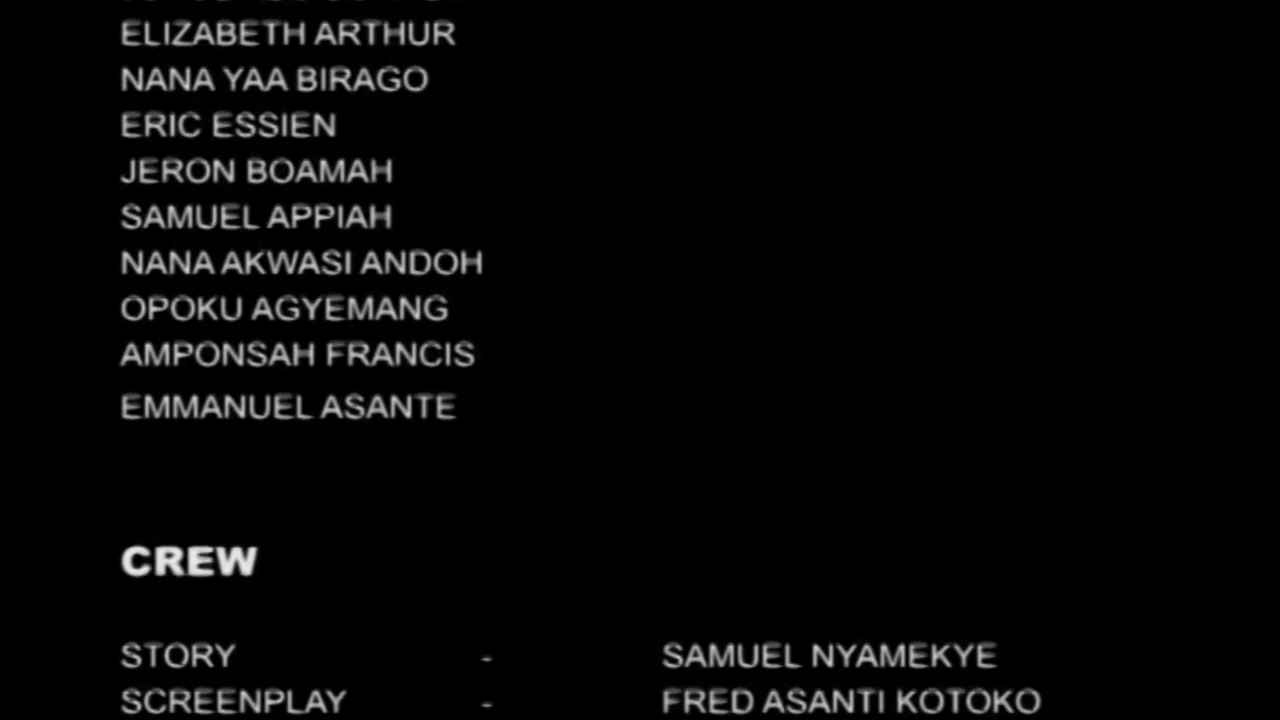 ELIZABETH ARTHUR
NANA YAA BIRAGO
ERIC ESSIEN
JERON BOAMAH
SAMUEL APPIAH
NANA AKWASI ANDOH
OPOKU AGYEMANG
AMPONSAH FRANCIS
EMMANUEL ASANTE
CREW
STORY - SAMUEL NYAMEKYE
SCREENPLAY - FRED ASANTI KOTOKO